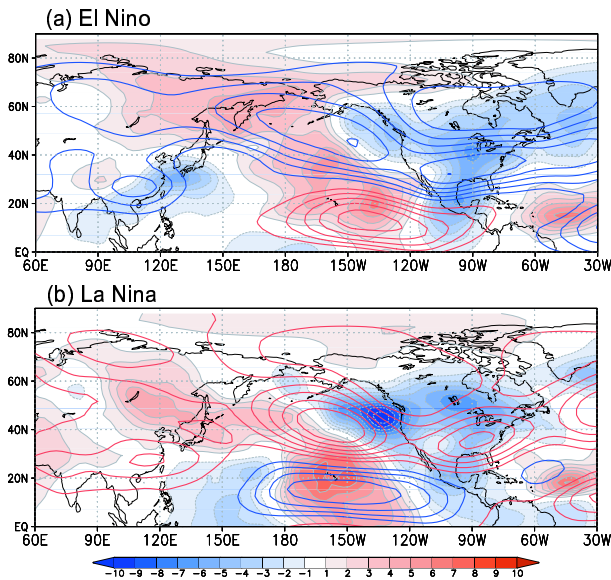 (a) El Nino
80N
60N
40N
20N
EQ
60E 90E 120E 150E 180E 150W 120W 90W 60W 30W
(b) La Nina
80N
60N
40N
20N
EQ
60E 90E 120E 150E 180E 150W 120W 90W 60W 30W
-10 -9 -8 -7 -6 -5 -4 -3 -2 -1 1 2 3 4 5 6 7 8 9 10